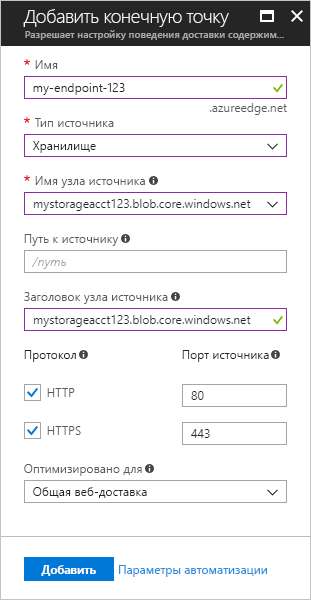 Добавить конечную точку
Разрешает настройку поведения доставки содержим...
* Имя
my-endpoint-123
.azureedge.net
* Тип источника
Хранилище
* Имя узла источника
mystorageacct123.blob.core.windows.net
Путь к источнику
/путь
Заголовок узла источника
mystorageacct123.blob.core.windows.net
Протокол Порт источника
HTTP 80
HTTPS 443
Оптимизировано для
Общая веб-доставка
Добавить Параметры автоматизации